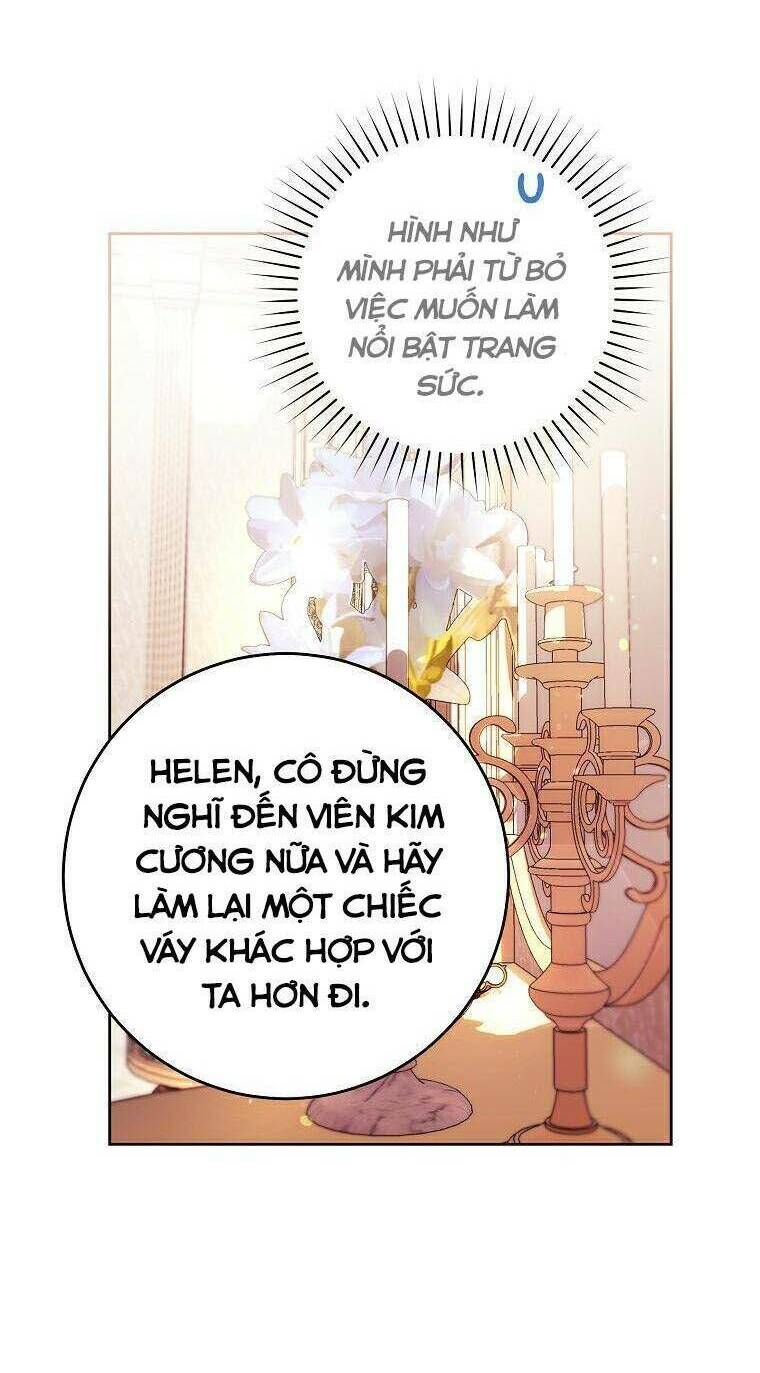 HÌNH NHƯ
MÌNH PHẢI TỪ BỎ
VIỆC MUỐN LÀM
NỔI BẬT TRANG
SỨC.
HELEN, CÔ ĐỪNG
NGHĨ ĐẾN VIÊN KIM
CƯƠNG NỮA VÀ HÃY
LÀM LẠI MỘT CHIẾC
VÁY KHÁC HỢP VỚI
TA HƠN ĐI.